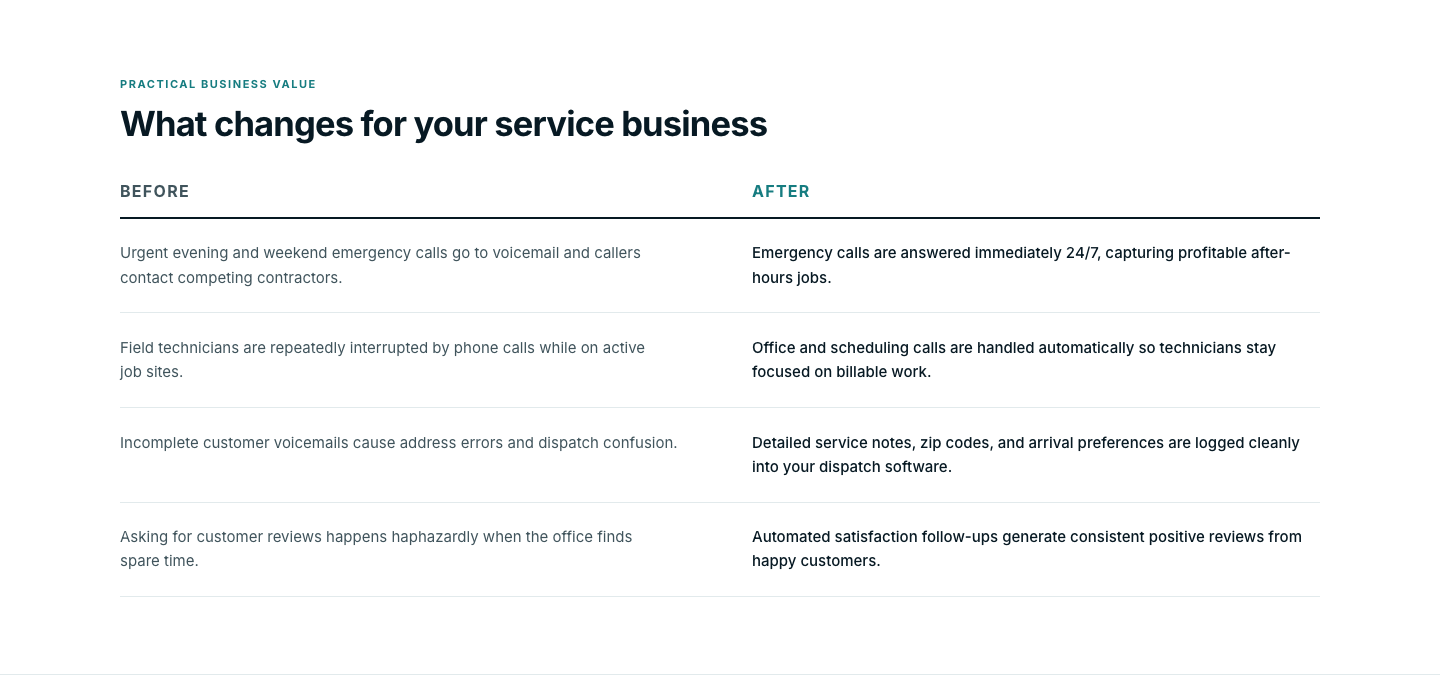 PRACTICAL BUSINESS VALUE
What changes for your service business
BEFORE
AFTER
Urgent evening and weekend emergency calls go to voicemail and callers
contact competing contractors.
Emergency calls are answered immediately 24/7, capturing profitable after-
hours jobs.
Field technicians are repeatedly interrupted by phone calls while on active
job sites.
Office and scheduling calls are handled automatically so technicians stay
focused on billable work.
Incomplete customer voicemails cause address errors and dispatch confusion.
Detailed service notes, zip codes, and arrival preferences are logged cleanly
into your dispatch software.
Asking for customer reviews happens haphazardly when the office finds
spare time.
Automated satisfaction follow-ups generate consistent positive reviews from
happy customers.